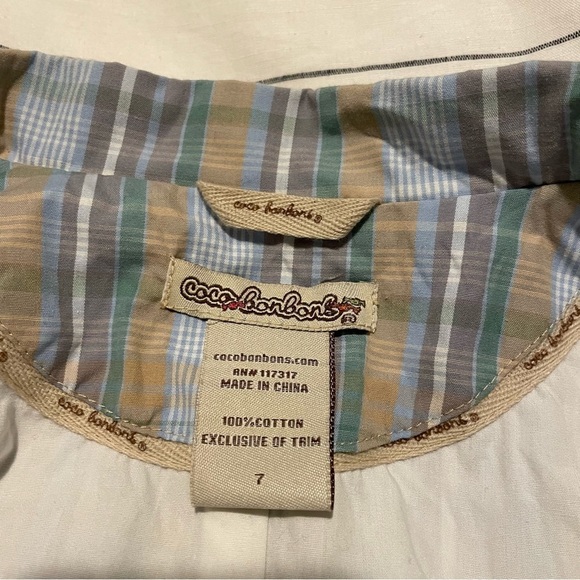 coco bonbons®
coco bonbons®
cocobonbons.com
RN# 117317
MADE IN CHINA
100%COTTON
EXCLUSIVE OF TRIM
7
coco bonbons®
coco bonbons®